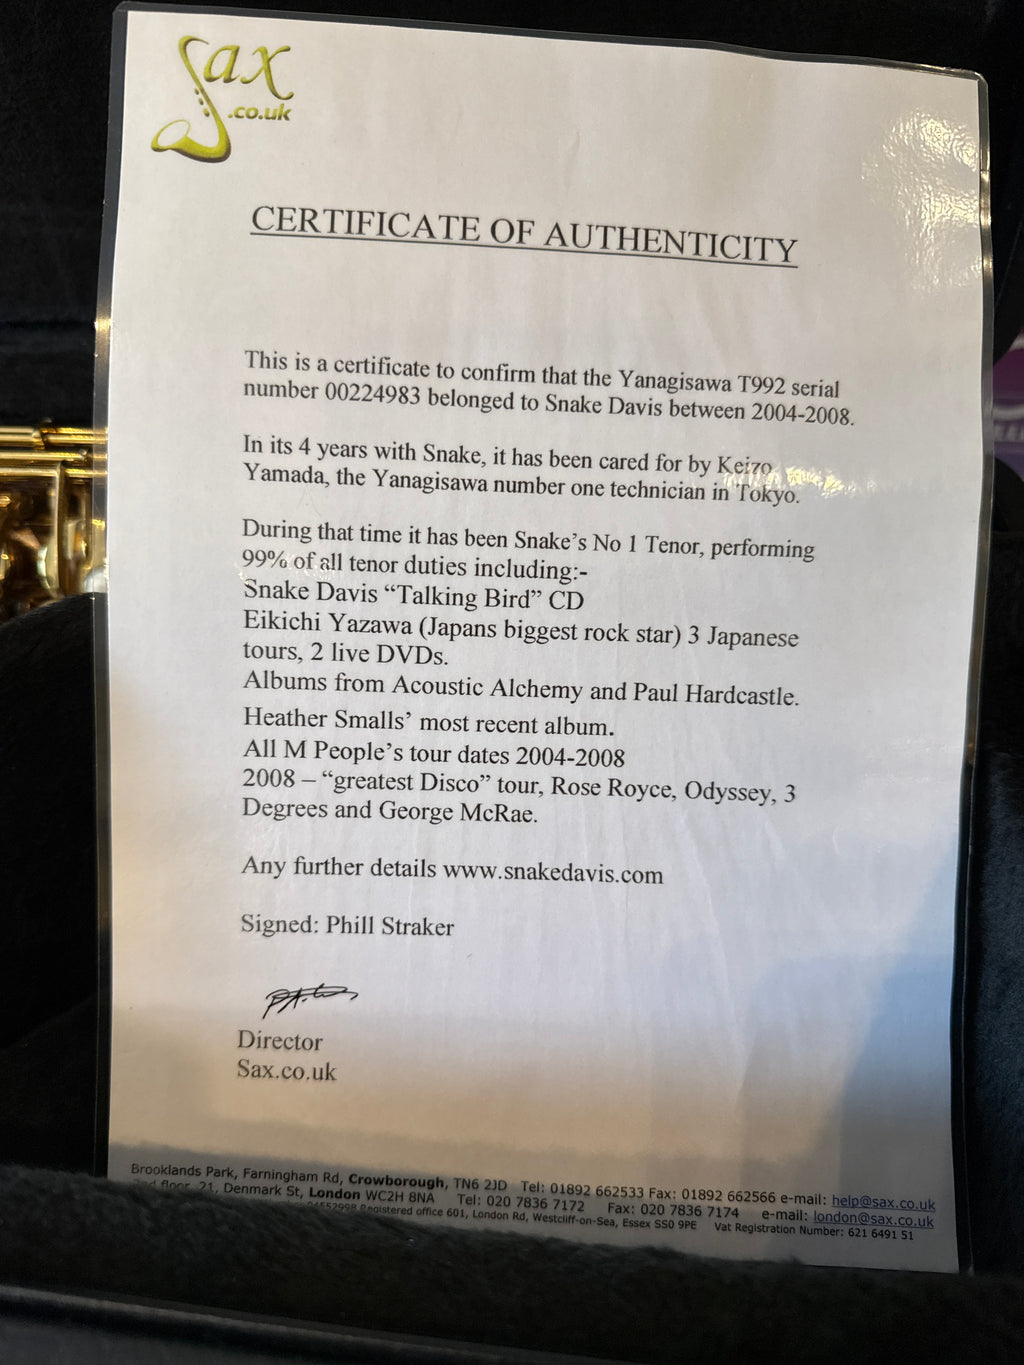 Sax
.co.uk
CERTIFICATE OF AUTHENTICITY
This is a certificate to confirm that the Yanagisawa T992 serial
number 00224983 belonged to Snake Davis between 2004-2008.
In its 4 years with Snake, it has been cared for by Keizo
Yamada, the Yanagisawa number one technician in Tokyo.
During that time it has been Snake's No 1 Tenor, performing
99% of all tenor duties including:-
Snake Davis “Talking Bird” CD
Eikichi Yazawa (Japans biggest rock star) 3 Japanese
tours, 2 live DVDs.
Albums from Acoustic Alchemy and Paul Hardcastle.
Heather Smalls’ most recent album.
All M People’s tour dates 2004-2008
2008 – “greatest Disco” tour, Rose Royce, Odyssey, 3
Degrees and George McRae.
Any further details www.snakedavis.com
Signed: Phill Straker
Director
Sax.co.uk
Brooklands Park, Farningham Rd, Crowborough, TN6 2JD Tel: 01892 662533 Fax: 01892 662566 e-mail: help@sax.co.uk
floor, 21, Denmark St, London WC2H 8NA Tel: 020 7836 7172 Fax: 020 7836 7174 e-mail: london@sax.co.uk
Registered office 601, London Rd, Westcliff-on-Sea, Essex SS0 9PE Vat Registration Number: 621 6491 51